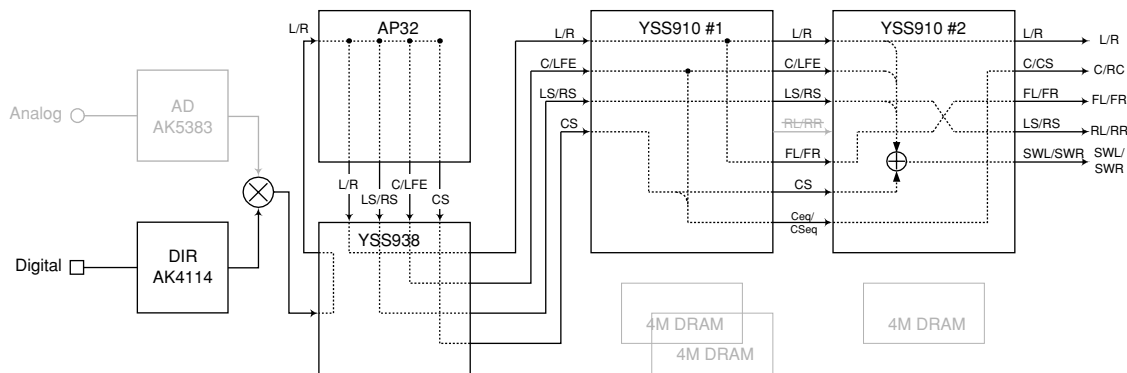 AP32
YSS910 #1
YSS910 #2
L/R
L/R
L/R
L/R
L/R
C/LFE
C/LFE
C/CS
C/RC
AD
AK5383
Analog
LS/RS
LS/RS
FL/FR
FL/FR
CS
RL/RR
LS/RS
RL/RR
FL/FR
SWL/SWR
SWL/
SWR
L/R
LS/RS
C/LFE
CS
CS
Ceq/
CSeq
YSS938
DIR
AK4114
Digital
4M DRAM
4M DRAM
4M DRAM